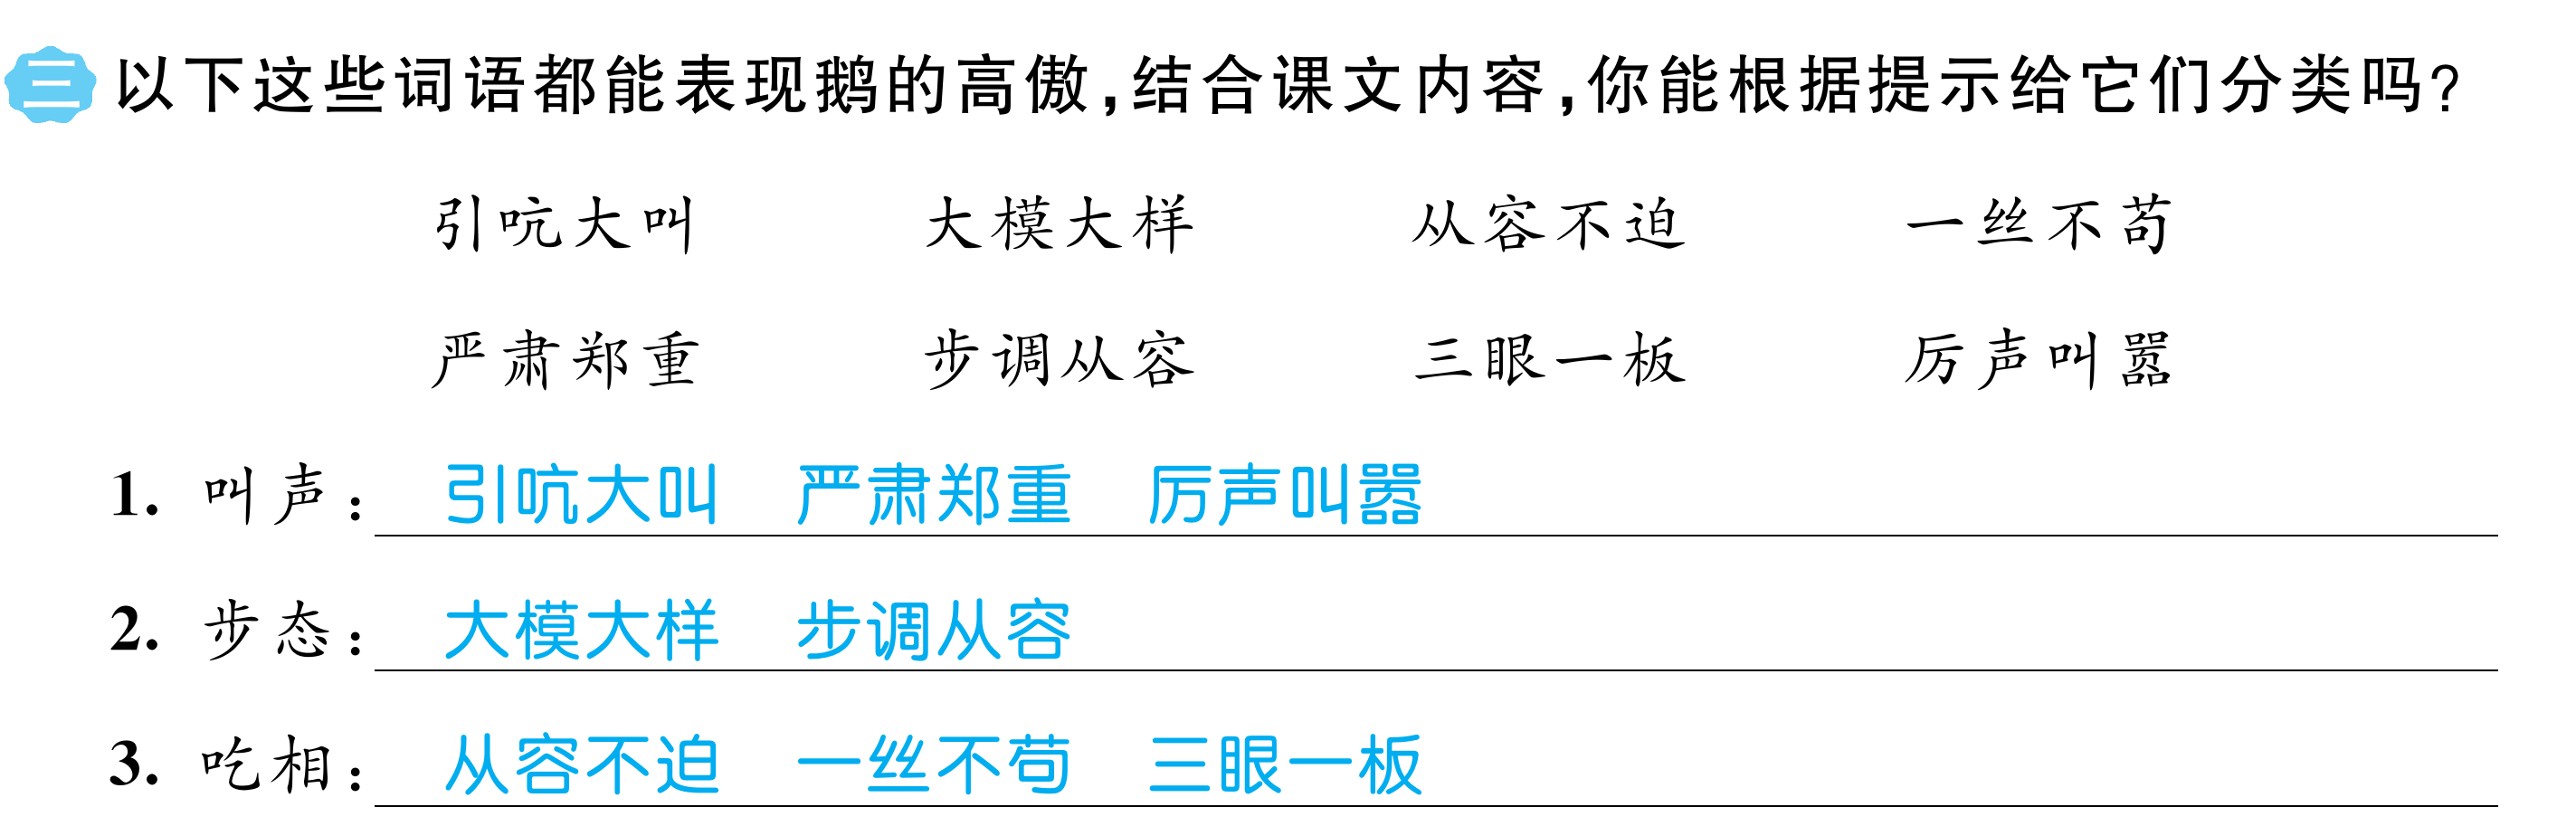 三 以下这些词语都能表现鹅的高傲,结合课文内容,你能根据提示给它们分类吗?
引吭大叫 大模大样 从容不迫 一丝不苟
严肃郑重 步调从容 三眼一板 厉声叫嚣
1. 叫声: 引吭大叫 严肃郑重 厉声叫嚣
2. 步态: 大模大样 步调从容
3. 吃相: 从容不迫 一丝不苟 三眼一板